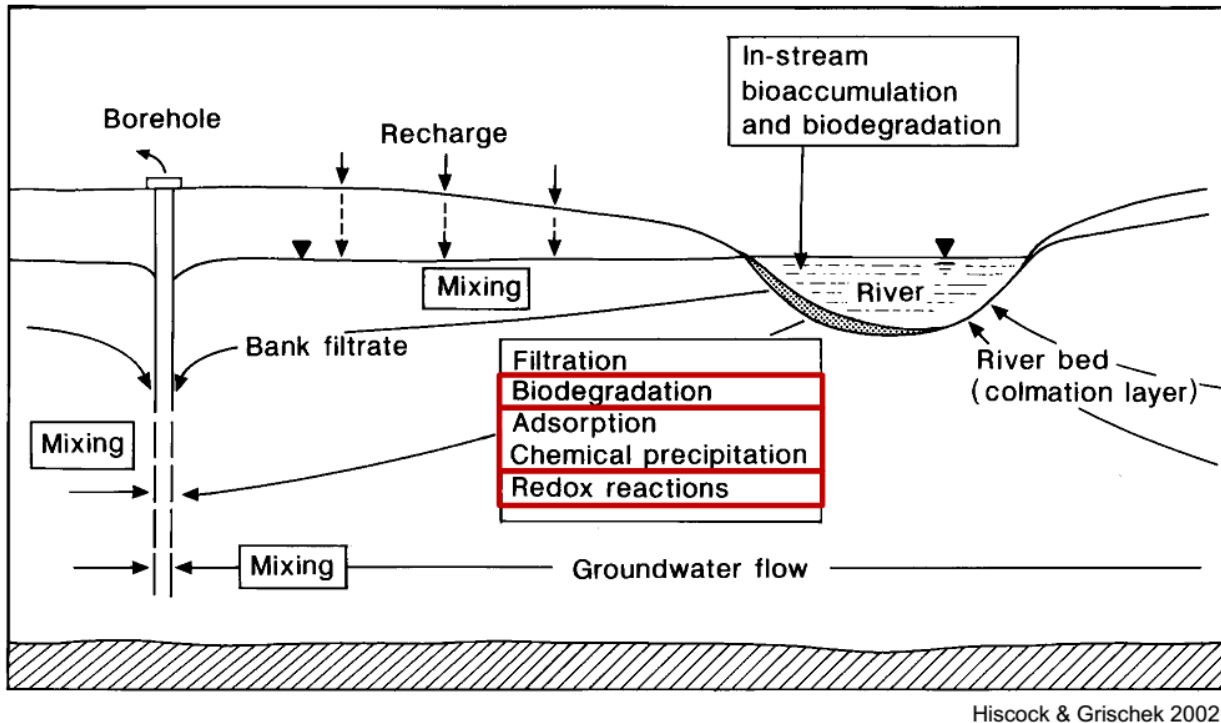 In-stream
bioaccumulation
and biodegradation
Borehole
Recharge
Mixing
River
Bank filtrate
River bed
(colmation layer)
Filtration
Biodegradation
Adsorption
Chemical precipitation
Redox reactions
Mixing
Mixing
Groundwater flow
Hiscock & Grischek 2002